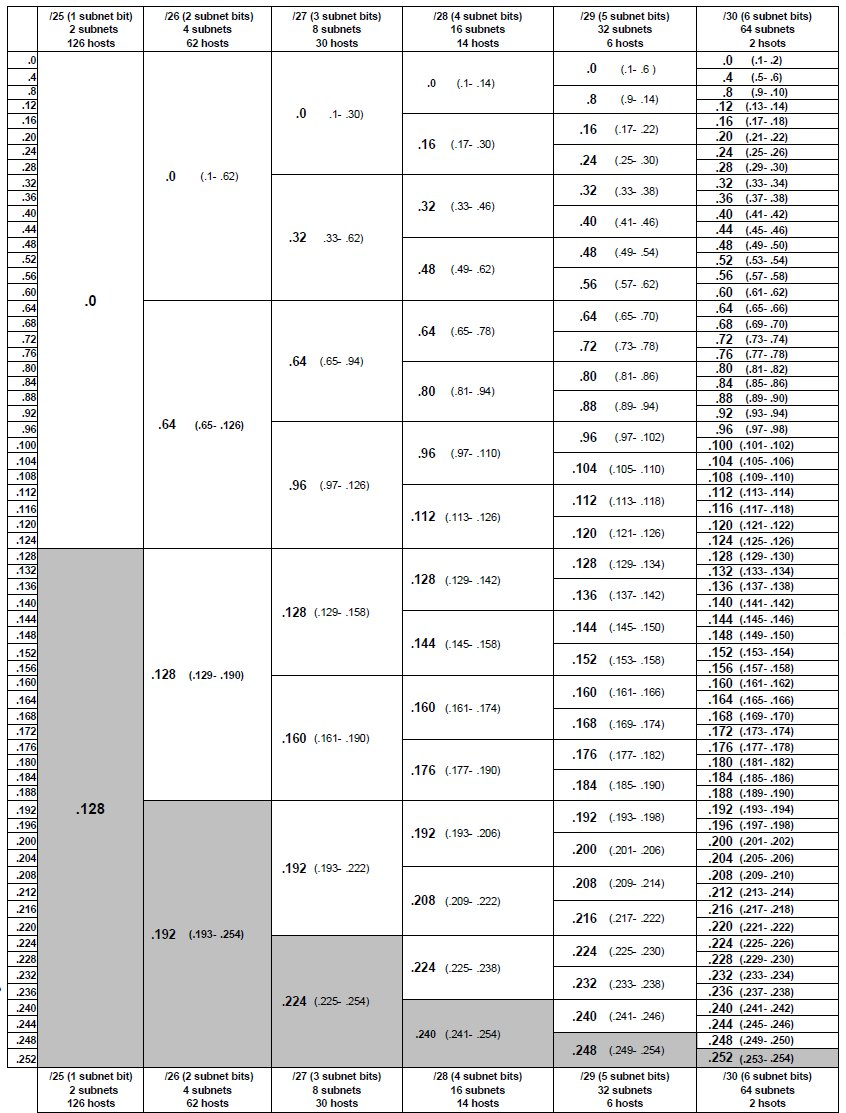 /25 (1 subnet bit) /26 (2 subnet bits) /27 (3 subnet bits) /28 (4 subnet bits) /29 (5 subnet bits) /30 (6 subnet bits)
2 subnets 4 subnets 8 subnets 16 subnets 32 subnets 64 subnets
126 hosts 62 hosts 30 hosts 14 hosts 6 hosts 2 hsots
.0 .0 .0 (.1- .62) .0 .1- .30) .0 (.1- .14) .0 (.1- .6 ) .0 (.1- .2)
.4 .4 (.5- .6)
.8 .8 (.9- .14) .8 (.9- .10)
.12 .12 (.13- .14)
.16 .16 (.17- .30) .16 (.17- .22) .16 (.17- .18)
.20 .20 (.21- .22)
.24 .24 (.25- .30) .24 (.25- .26)
.28 .28 (.29- .30)
.32 .32 .33- .62) .32 (.33- .46) .32 (.33- .38) .32 (.33- .34)
.36 .36 (.37- .38)
.40 .40 (.41- .46) .40 (.41- .42)
.44 .44 (.45- .46)
.48 .48 (.49- .62) .48 (.49- .54) .48 (.49- .50)
.52 .52 (.53- .54)
.56 .56 (.57- .62) .56 (.57- .58)
.60 .60 (.61- .62)
.64 .64 (.65- .126) .64 (.65- .94) .64 (.65- .78) .64 (.65- .70) .64 (.65- .66)
.68 .68 (.69- .70)
.72 .72 (.73- .78) .72 (.73- .74)
.76 .76 (.77- .78)
.80 .80 (.81- .94) .80 (.81- .86) .80 (.81- .82)
.84 .84 (.85- .86)
.88 .88 (.89- .94) .88 (.89- .90)
.92 .92 (.93- .94)
.96 .96 (.97- .126) .96 (.97- .110) .96 (.97- .102) .96 (.97- .98)
.100 .100 (.101- .102)
.104 .104 (.105- .110) .104 (.105- .106)
.108 .108 (.109- .110)
.112 .112 (.113- .126) .112 (.113- .118) .112 (.113- .114)
.116 .116 (.117- .118)
.120 .120 (.121- .126) .120 (.121- .122)
.124 .124 (.125- .126)
.128 .128 .128 (.129- .190) .128 (.129- .158) .128 (.129- .142) .128 (.129- .134) .128 (.129- .130)
.132 .132 (.133- .134)
.136 .136 (.137- .142) .136 (.137- .138)
.140 .140 (.141- .142)
.144 .144 (.145- .158) .144 (.145- .150) .144 (.145- .146)
.148 .148 (.149- .150)
.152 .152 (.153- .158) .152 (.153- .154)
.156 .156 (.157- .158)
.160 .160 (.161- .190) .160 (.161- .174) .160 (.161- .166) .160 (.161- .162)
.164 .164 (.165- .166)
.168 .168 (.169- .174) .168 (.169- .170)
.172 .172 (.173- .174)
.176 .176 (.177- .190) .176 (.177- .182) .176 (.177- .178)
.180 .180 (.181- .182)
.184 .184 (.185- .190) .184 (.185- .186)
.188 .188 (.189- .190)
.192 .192 (.193- .254) .192 (.193- .222) .192 (.193- .206) .192 (.193- .198) .192 (.193- .194)
.196 .196 (.197- .198)
.200 .200 (.201- .206) .200 (.201- .202)
.204 .204 (.205- .206)
.208 .208 (.209- .222) .208 (.209- .214) .208 (.209- .210)
.212 .212 (.213- .214)
.216 .216 (.217- .222) .216 (.217- .218)
.220 .220 (.221- .222)
.224 .224 (.225- .254) .224 (.225- .238) .224 (.225- .230) .224 (.225- .226)
.228 .228 (.229- .230)
.232 .232 (.233- .238) .232 (.233- .234)
.236 .236 (.237- .238)
.240 .240 (.241- .254) .240 (.241- .246) .240 (.241- .242)
.244 .244 (.245- .246)
.248 .248 (.249- .254) .248 (.249- .250)
.252 .252 (.253- .254)
/25 (1 subnet bit) /26 (2 subnet bits) /27 (3 subnet bits) /28 (4 subnet bits) /29 (5 subnet bits) /30 (6 subnet bits)
2 subnets 4 subnets 8 subnets 16 subnets 32 subnets 64 subnets
126 hosts 62 hosts 30 hosts 14 hosts 6 hosts 2 hosts